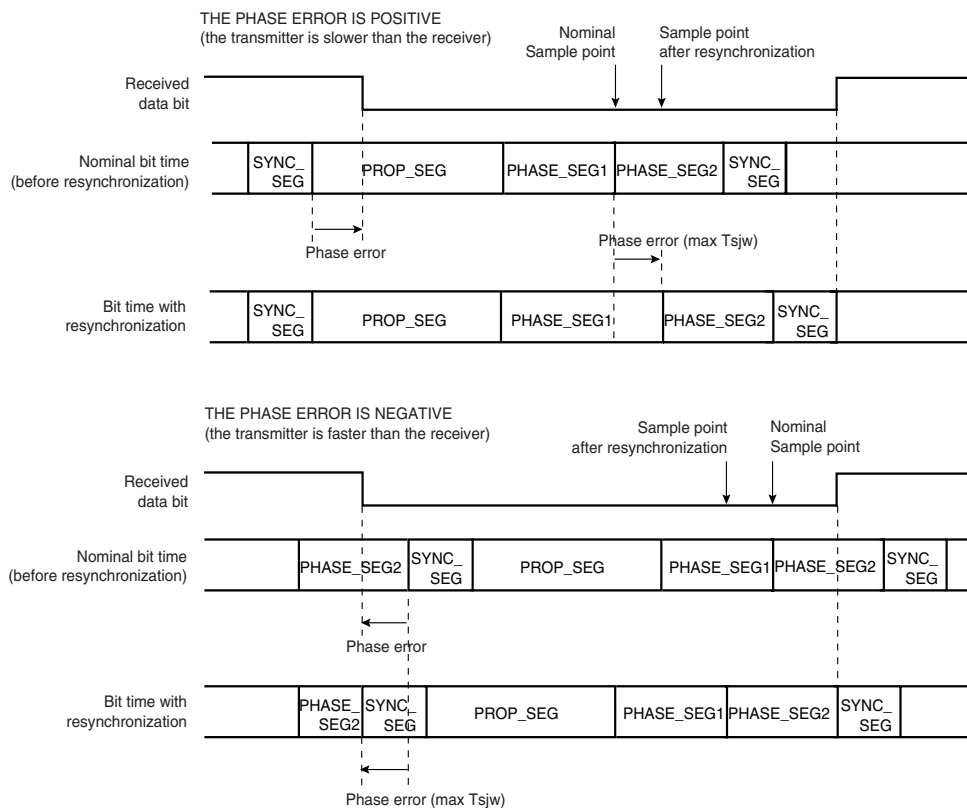 THE PHASE ERROR IS POSITIVE
(the transmitter is slower than the receiver)
Nominal
Sample point
Sample point
after resynchronization
Received
data bit
Nominal bit time
(before resynchronization)
SYNC_
SEG
PROP_SEG
PHASE_SEG1
PHASE_SEG2
SYNC_
SEG
Phase error
Phase error (max Tsjw)
Bit time with
resynchronization
SYNC_
SEG
PROP_SEG
PHASE_SEG1
PHASE_SEG2
SYNC_
SEG
THE PHASE ERROR IS NEGATIVE
(the transmitter is faster than the receiver)
Sample point
after resynchronization
Nominal
Sample point
Received
data bit
Nominal bit time
(before resynchronization)
PHASE_SEG2
SYNC_
SEG
PROP_SEG
PHASE_SEG1
PHASE_SEG2
SYNC_
SEG
Phase error
Bit time with
resynchronization
PHASE_
SEG2
SYNC_
SEG
PROP_SEG
PHASE_SEG1
PHASE_SEG2
SYNC_
SEG
Phase error (max Tsjw)